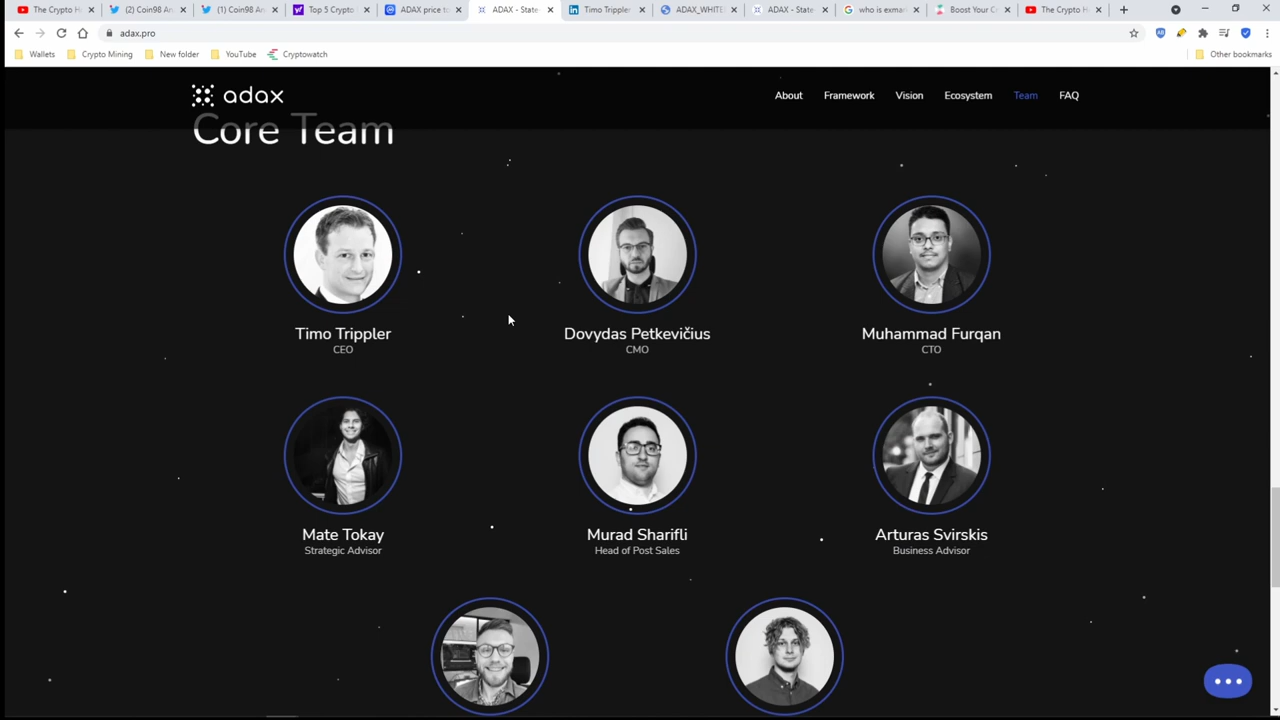 The Crypto H
(2) Coin98 An
(1) Coin98 An
Top 5 Crypto
ADAX price to
ADAX - State-
Timo Trippler
ADAX_WHITE
ADAX - State-
who is exma
Boost Your C
The Crypto H
adax.pro
Wallets
Crypto Mining
New folder
YouTube
Cryptowatch
Other bookmarks
adax
About
Framework
Vision
Ecosystem
Team
FAQ
Core Team
Timo Trippler
CEO
Dovydas Petkevičius
CMO
Muhammad Furqan
CTO
Mate Tokay
Strategic Advisor
Murad Sharifli
Head of Post Sales
Arturas Svirskis
Business Advisor